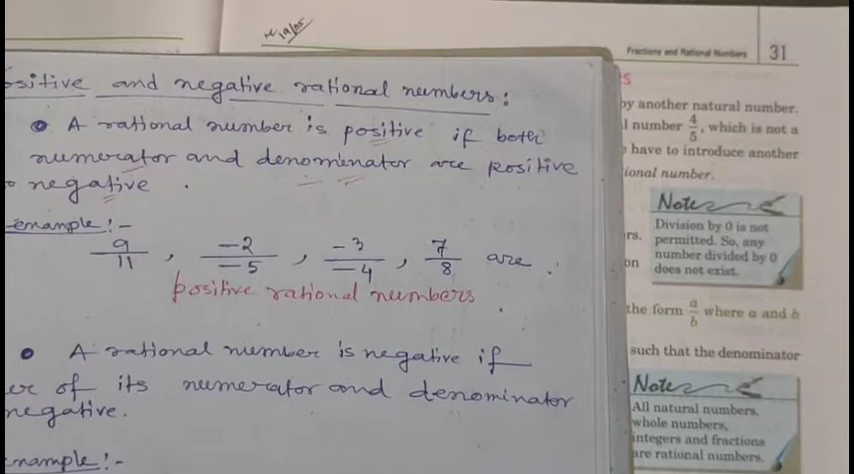 Fractions and Rational Numbers 31
ositive and negative rational numbers:
A rational number is positive if both
numerator and denomenator are positive
negative.
example:-
9/11, -2/-5, -3/-4, 7/8 are
positive rational numbers.
A rational number is negative if
er of its numerator and denominator
negative.
example:-
by another natural number.
l number 4/5, which is not a
have to introduce another
ional number.
Note
Division by 0 is not
permitted. So, any
number divided by 0
does not exist.
rs.
on
the form a/b where a and b
such that the denominator
Note
All natural numbers,
whole numbers,
integers and fractions
are rational numbers.